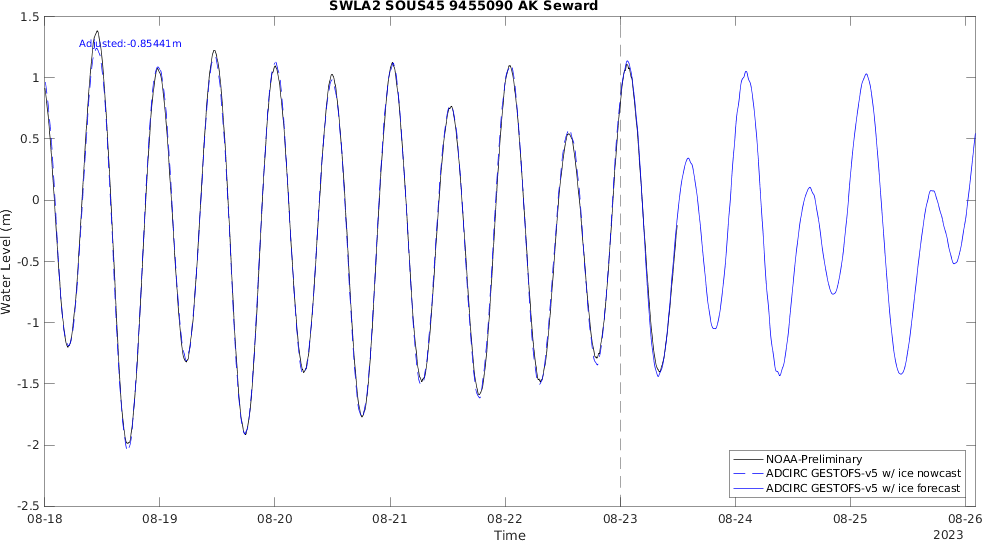 SWLA2 SOUS45 9455090 AK Seward
Adjusted:-0.85441m
1.5
1
0.5
0
-0.5
-1
-1.5
-2
-2.5
Water Level (m)
NOAA-Preliminary
ADCIRC GESTOFS-v5 w/ ice nowcast
ADCIRC GESTOFS-v5 w/ ice forecast
08-18 08-19 08-20 08-21 08-22 08-23 08-24 08-25 08-26
Time
2023